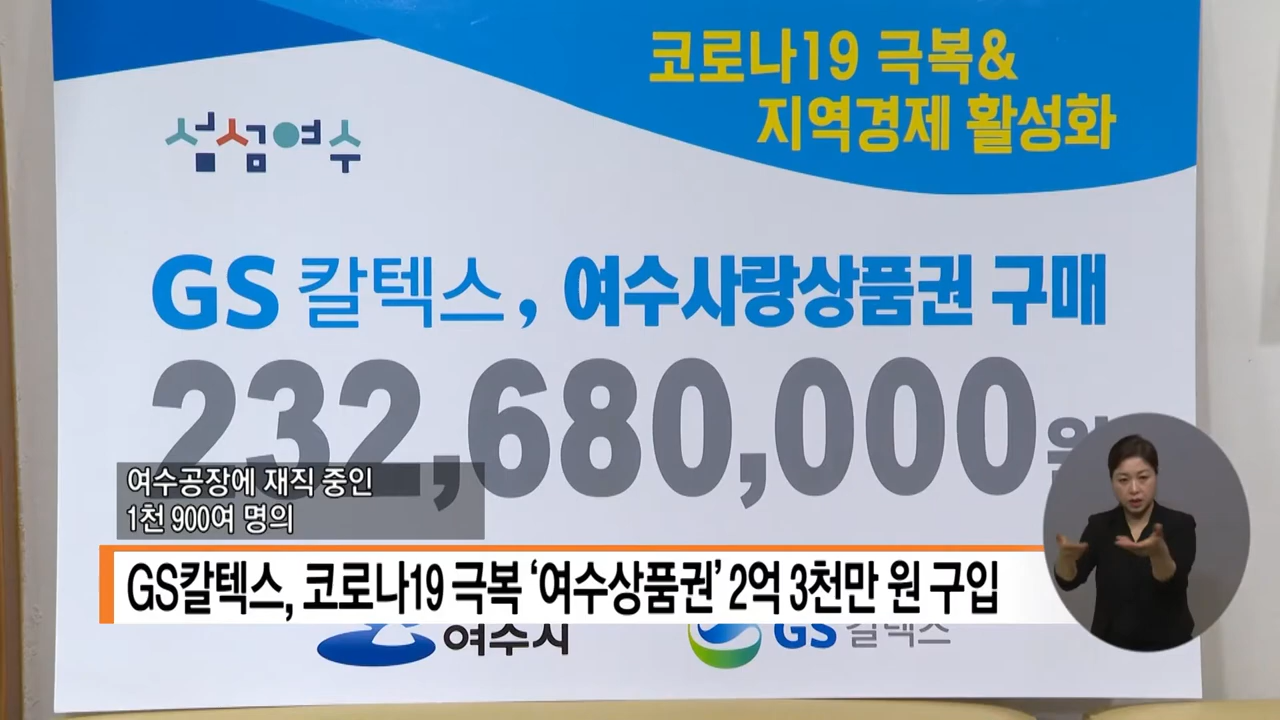 코로나19 극복&
지역경제 활성화
섬섬여수
GS 칼텍스, 여수사랑상품권 구매
232,680,000원
여수공장에 재직 중인
1천 900여 명의
GS칼텍스, 코로나19 극복 ‘여수상품권’ 2억 3천만 원 구입
여수시
GS 칼텍스